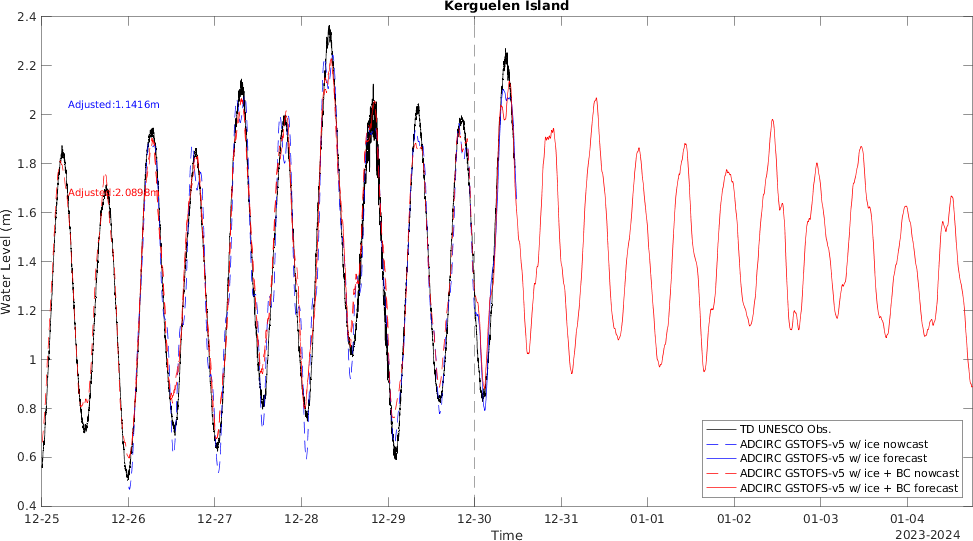 Kerguelen Island
Water Level (m)
2.4
2.2
2
1.8
1.6
1.4
1.2
1
0.8
0.6
0.4
Adjusted:1.1416m
Adjusted:2.0898m
TD UNESCO Obs.
ADCIRC GSTOFS-v5 w/ ice nowcast
ADCIRC GSTOFS-v5 w/ ice forecast
ADCIRC GSTOFS-v5 w/ ice + BC nowcast
ADCIRC GSTOFS-v5 w/ ice + BC forecast
12-25 12-26 12-27 12-28 12-29 12-30 12-31 01-01 01-02 01-03 01-04
Time
2023-2024